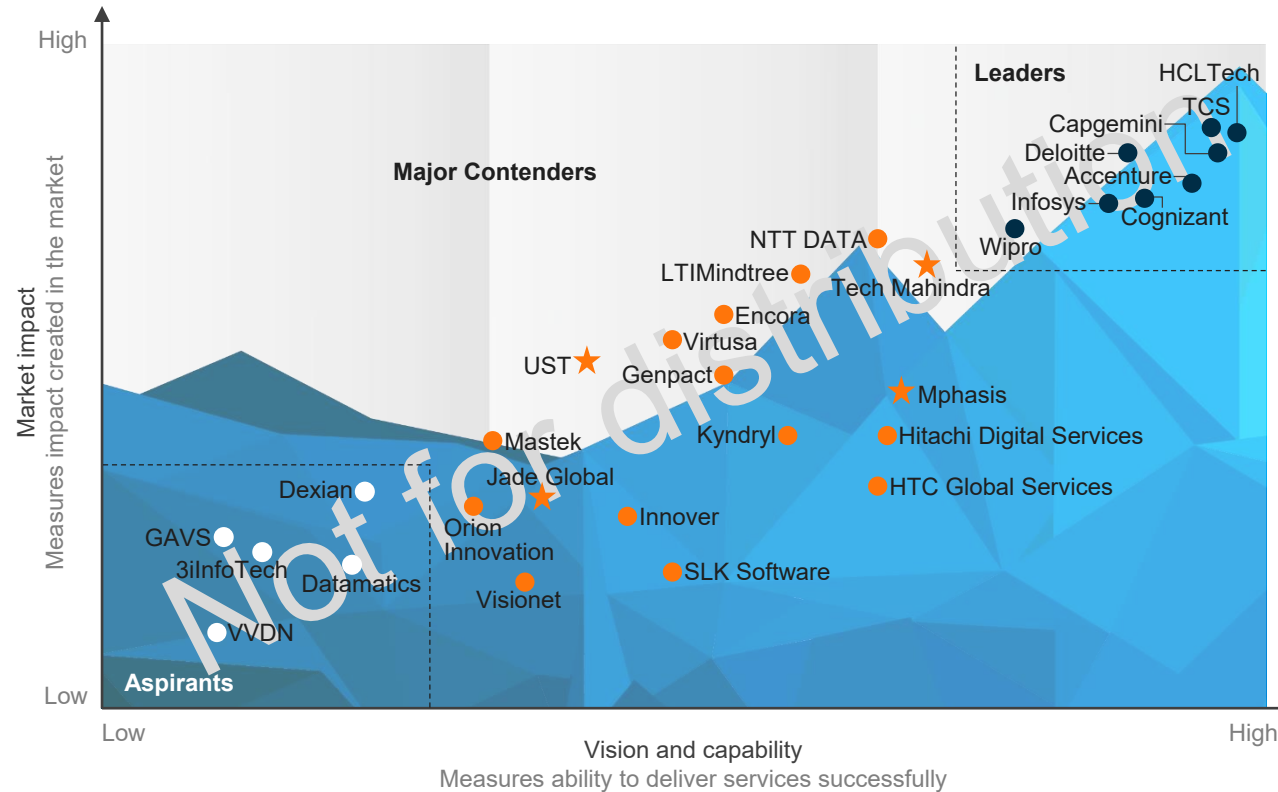 High
Leaders
HCLTech
TCS
Capgemini
Deloitte
Accenture
Infosys
Cognizant
Wipro
Major Contenders
NTT DATA
LTIMindtree
Tech Mahindra
Encora
Virtusa
UST
Genpact
Mphasis
Kyndryl
Hitachi Digital Services
Mastek
Jade Global
HTC Global Services
Dexian
Orion
Innovation
Innover
GAVS
3iInfoTech
Datamatics
SLK Software
Visionet
VVDN
Aspirants
Not for distribution
Market impact
Measures impact created in the market
Low
Low
High
Vision and capability
Measures ability to deliver services successfully